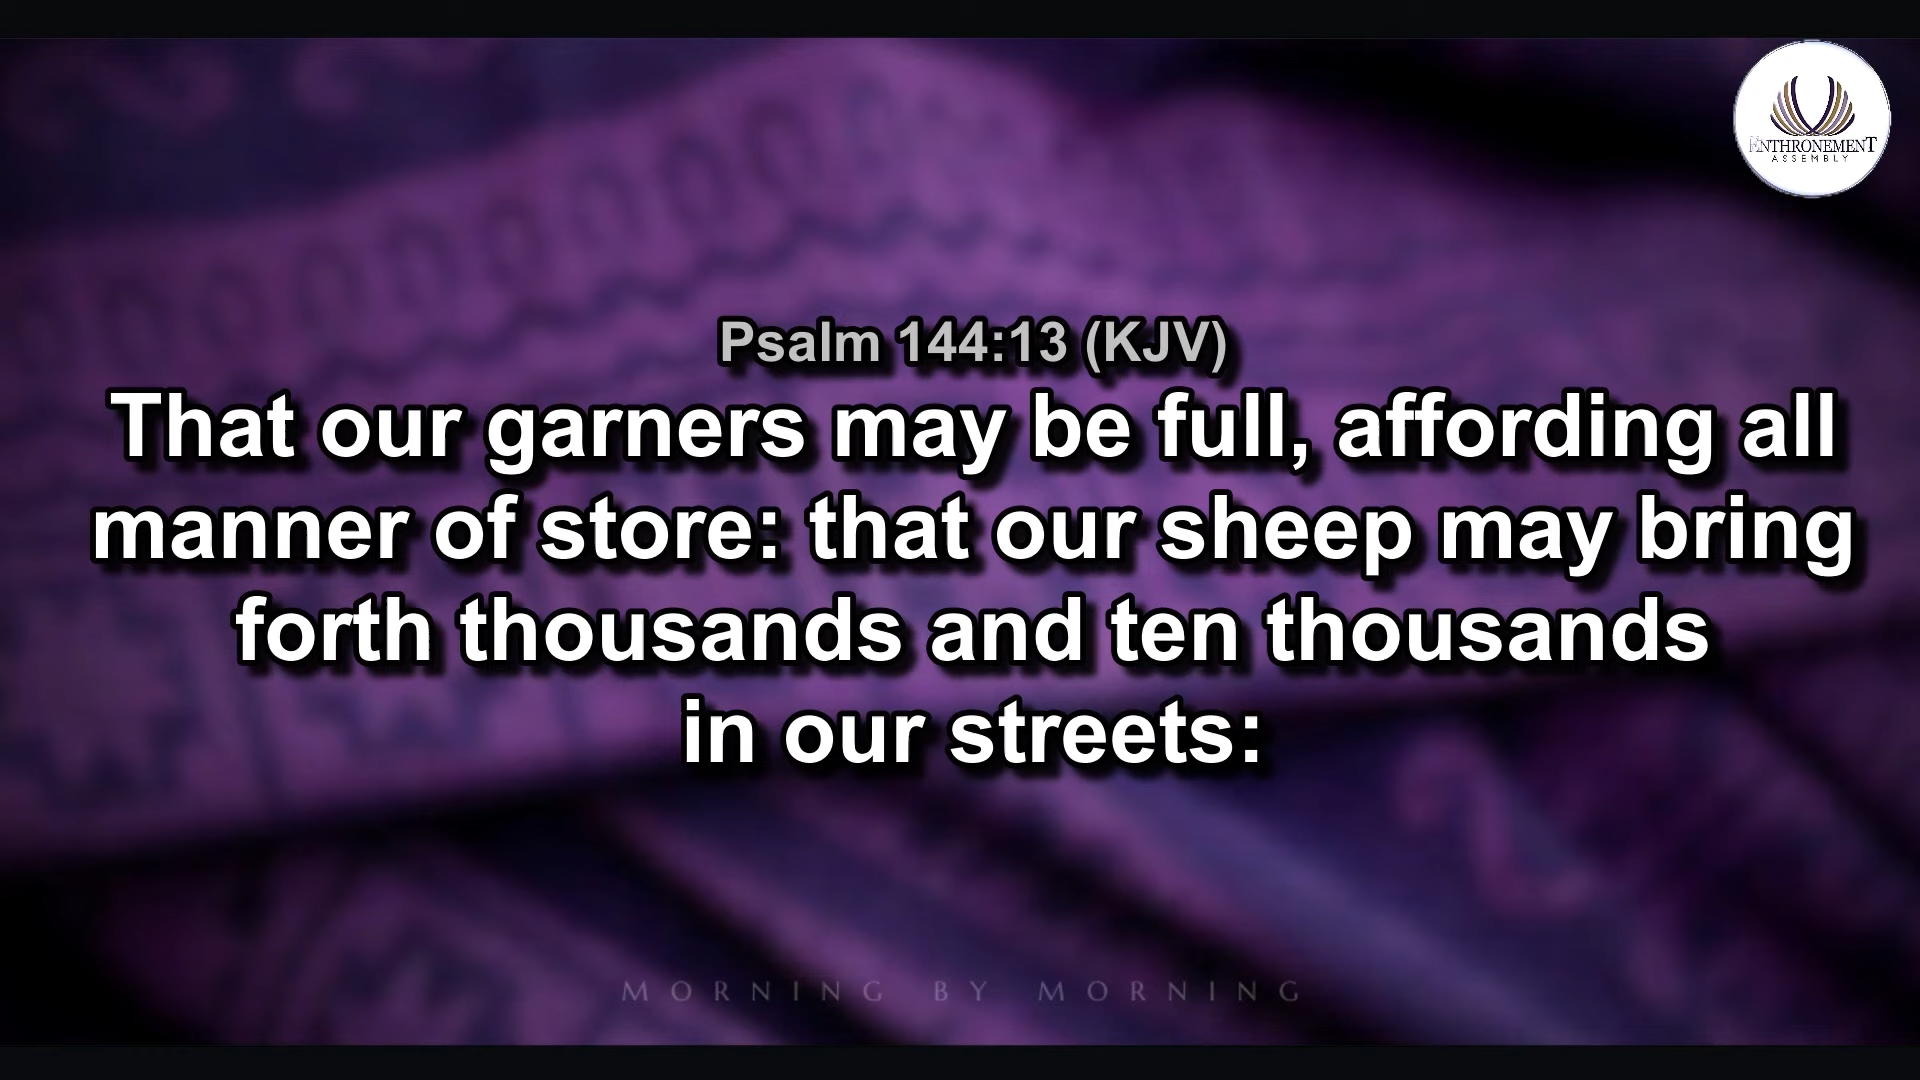 ENTHRONEMENT
ASSEMBLY
Psalm 144:13 (KJV)
That our garners may be full, affording all
manner of store: that our sheep may bring
forth thousands and ten thousands
in our streets:
MORNING BY MORNING